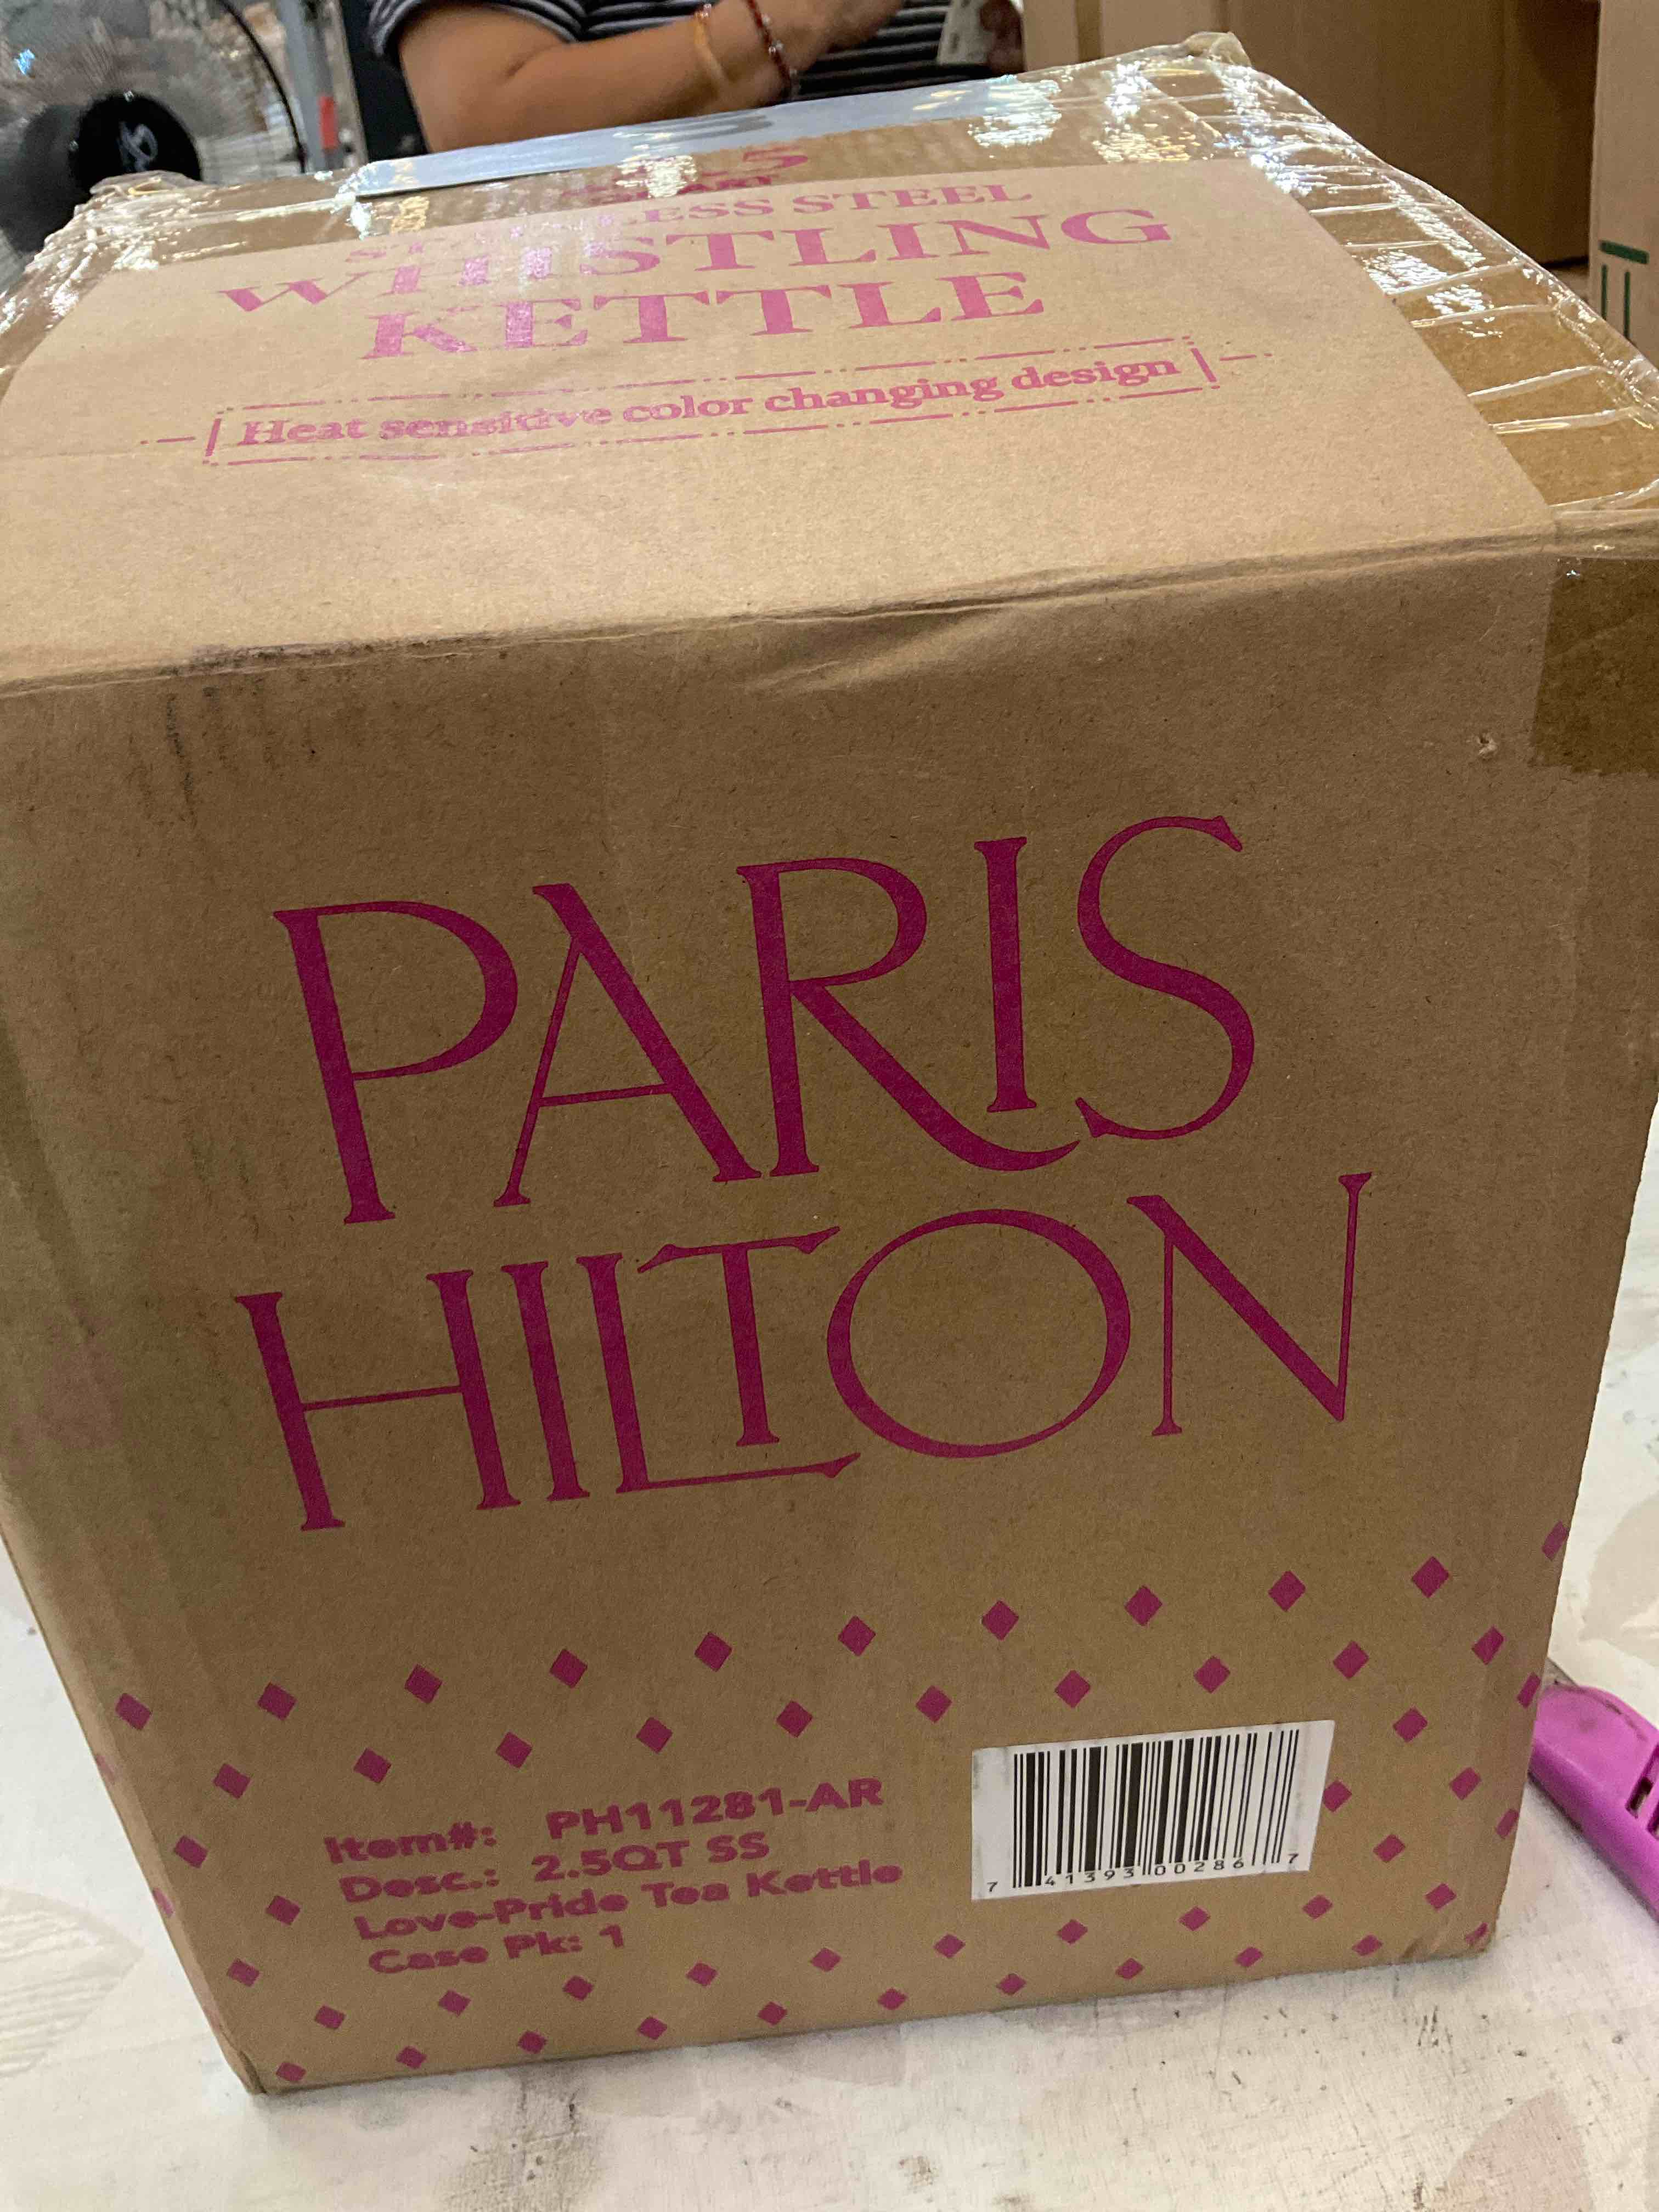 STEEL
WHISTLING
KETTLE
Heat sensitive color changing design
PARIS
HILTON
Item#: PH11281-AR
Desc.: 2.5QT SS
Love-Pride Tea Kettle
Case Pk: 1
7 41393 00286 7